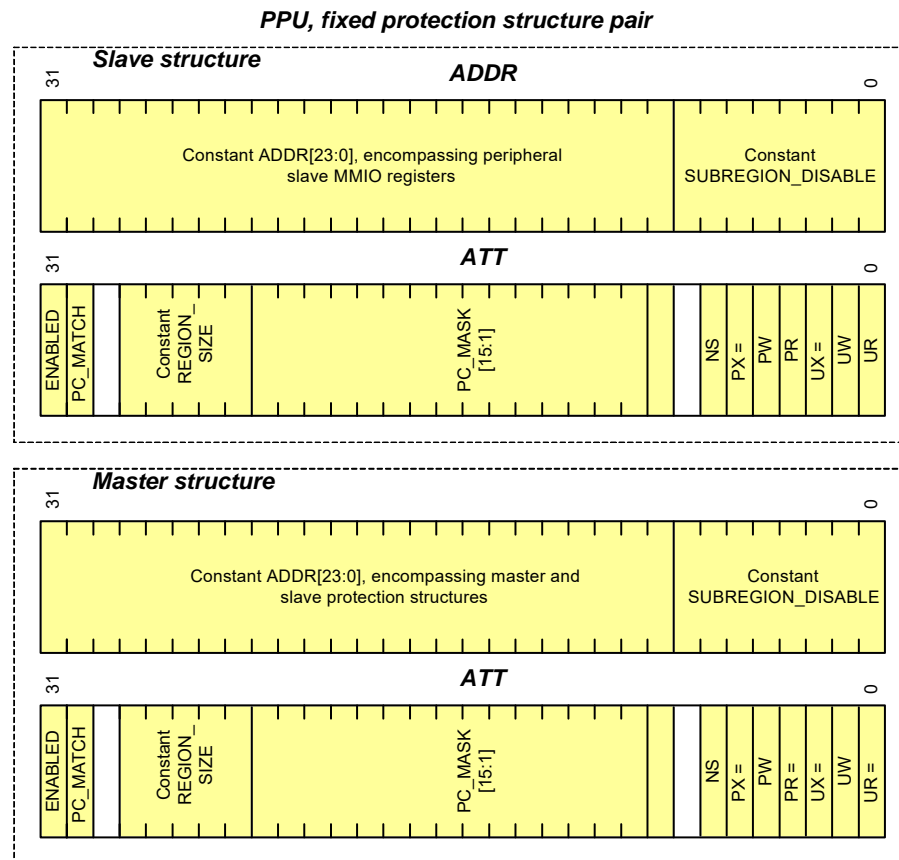 PPU, fixed protection structure pair
Slave structure
ADDR
31
0
Constant ADDR[23:0], encompassing peripheral
slave MMIO registers
Constant
SUBREGION_DISABLE
ATT
31
0
ENABLED
PC_MATCH
Constant
REGION_
SIZE
PC_MASK
[15:1]
NS
PX =
PW
PR
UX =
UW
UR
Master structure
31
0
Constant ADDR[23:0], encompassing master and
slave protection structures
Constant
SUBREGION_DISABLE
ATT
31
0
ENABLED
PC_MATCH
Constant
REGION_
SIZE
PC_MASK
[15:1]
NS
PX =
PW
PR =
UX =
UW
UR =